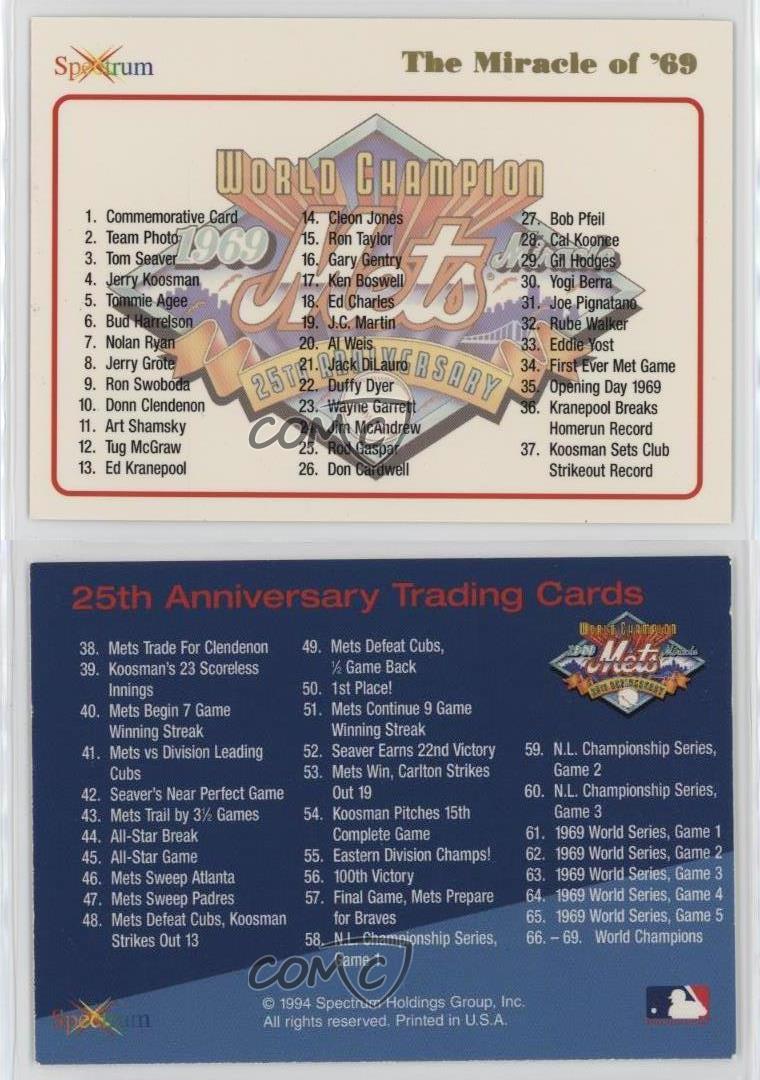 Spectrum
The Miracle of '69
WORLD CHAMPION
1969
Mets
Miracle
25TH ANNIVERSARY
1. Commemorative Card
2. Team Photo
3. Tom Seaver
4. Jerry Koosman
5. Tommie Agee
6. Bud Harrelson
7. Nolan Ryan
8. Jerry Grote
9. Ron Swoboda
10. Donn Clendenon
11. Art Shamsky
12. Tug McGraw
13. Ed Kranepool
14. Cleon Jones
15. Ron Taylor
16. Gary Gentry
17. Ken Boswell
18. Ed Charles
19. J.C. Martin
20. Al Weis
21. Jack DiLauro
22. Duffy Dyer
23. Wayne Garrett
24. Jim McAndrew
25. Rod Gaspar
26. Don Cardwell
27. Bob Pfeil
28. Cal Koonce
29. Gil Hodges
30. Yogi Berra
31. Joe Pignatano
32. Rube Walker
33. Eddie Yost
34. First Ever Met Game
35. Opening Day 1969
36. Kranepool Breaks
Homerun Record
37. Koosman Sets Club
Strikeout Record
COMC
25th Anniversary Trading Cards
WORLD CHAMPION
1969
Mets
Miracle
25TH ANNIVERSARY
38. Mets Trade For Clendenon
39. Koosman's 23 Scoreless
Innings
40. Mets Begin 7 Game
Winning Streak
41. Mets vs Division Leading
Cubs
42. Seaver's Near Perfect Game
43. Mets Trail by 3½ Games
44. All-Star Break
45. All-Star Game
46. Mets Sweep Atlanta
47. Mets Sweep Padres
48. Mets Defeat Cubs, Koosman
Strikes Out 13
49. Mets Defeat Cubs,
½ Game Back
50. 1st Place!
51. Mets Continue 9 Game
Winning Streak
52. Seaver Earns 22nd Victory
53. Mets Win, Carlton Strikes
Out 19
54. Koosman Pitches 15th
Complete Game
55. Eastern Division Champs!
56. 100th Victory
57. Final Game, Mets Prepare
for Braves
58. N.L. Championship Series,
Game 1
59. N.L. Championship Series,
Game 2
60. N.L. Championship Series,
Game 3
61. 1969 World Series, Game 1
62. 1969 World Series, Game 2
63. 1969 World Series, Game 3
64. 1969 World Series, Game 4
65. 1969 World Series, Game 5
66. – 69. World Champions
COMC
Spectrum
© 1994 Spectrum Holdings Group, Inc.
All rights reserved. Printed in U.S.A.